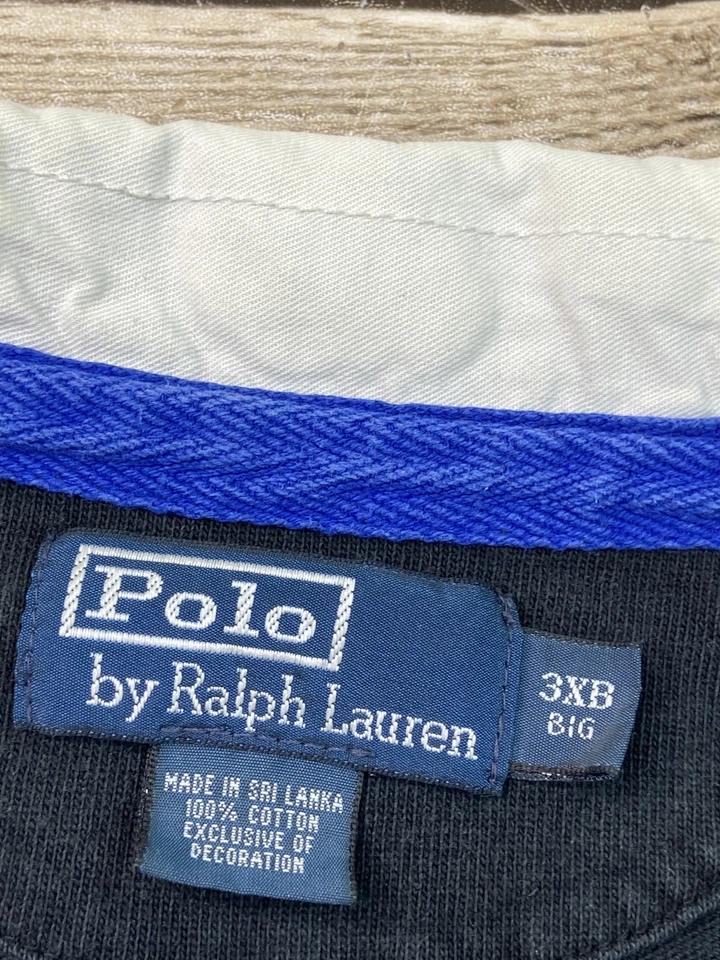 Polo
by Ralph Lauren
3XB
BIG
MADE IN SRI LANKA
100% COTTON
EXCLUSIVE OF
DECORATION